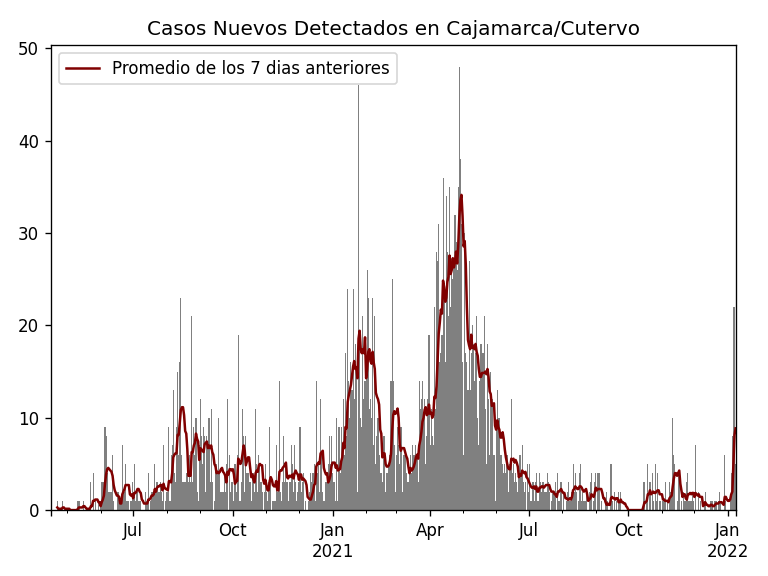 Casos Nuevos Detectados en Cajamarca/Cutervo
Promedio de los 7 dias anteriores
50
40
30
20
10
0
Jul
Oct
Jan
2021
Apr
Jul
Oct
Jan
2022